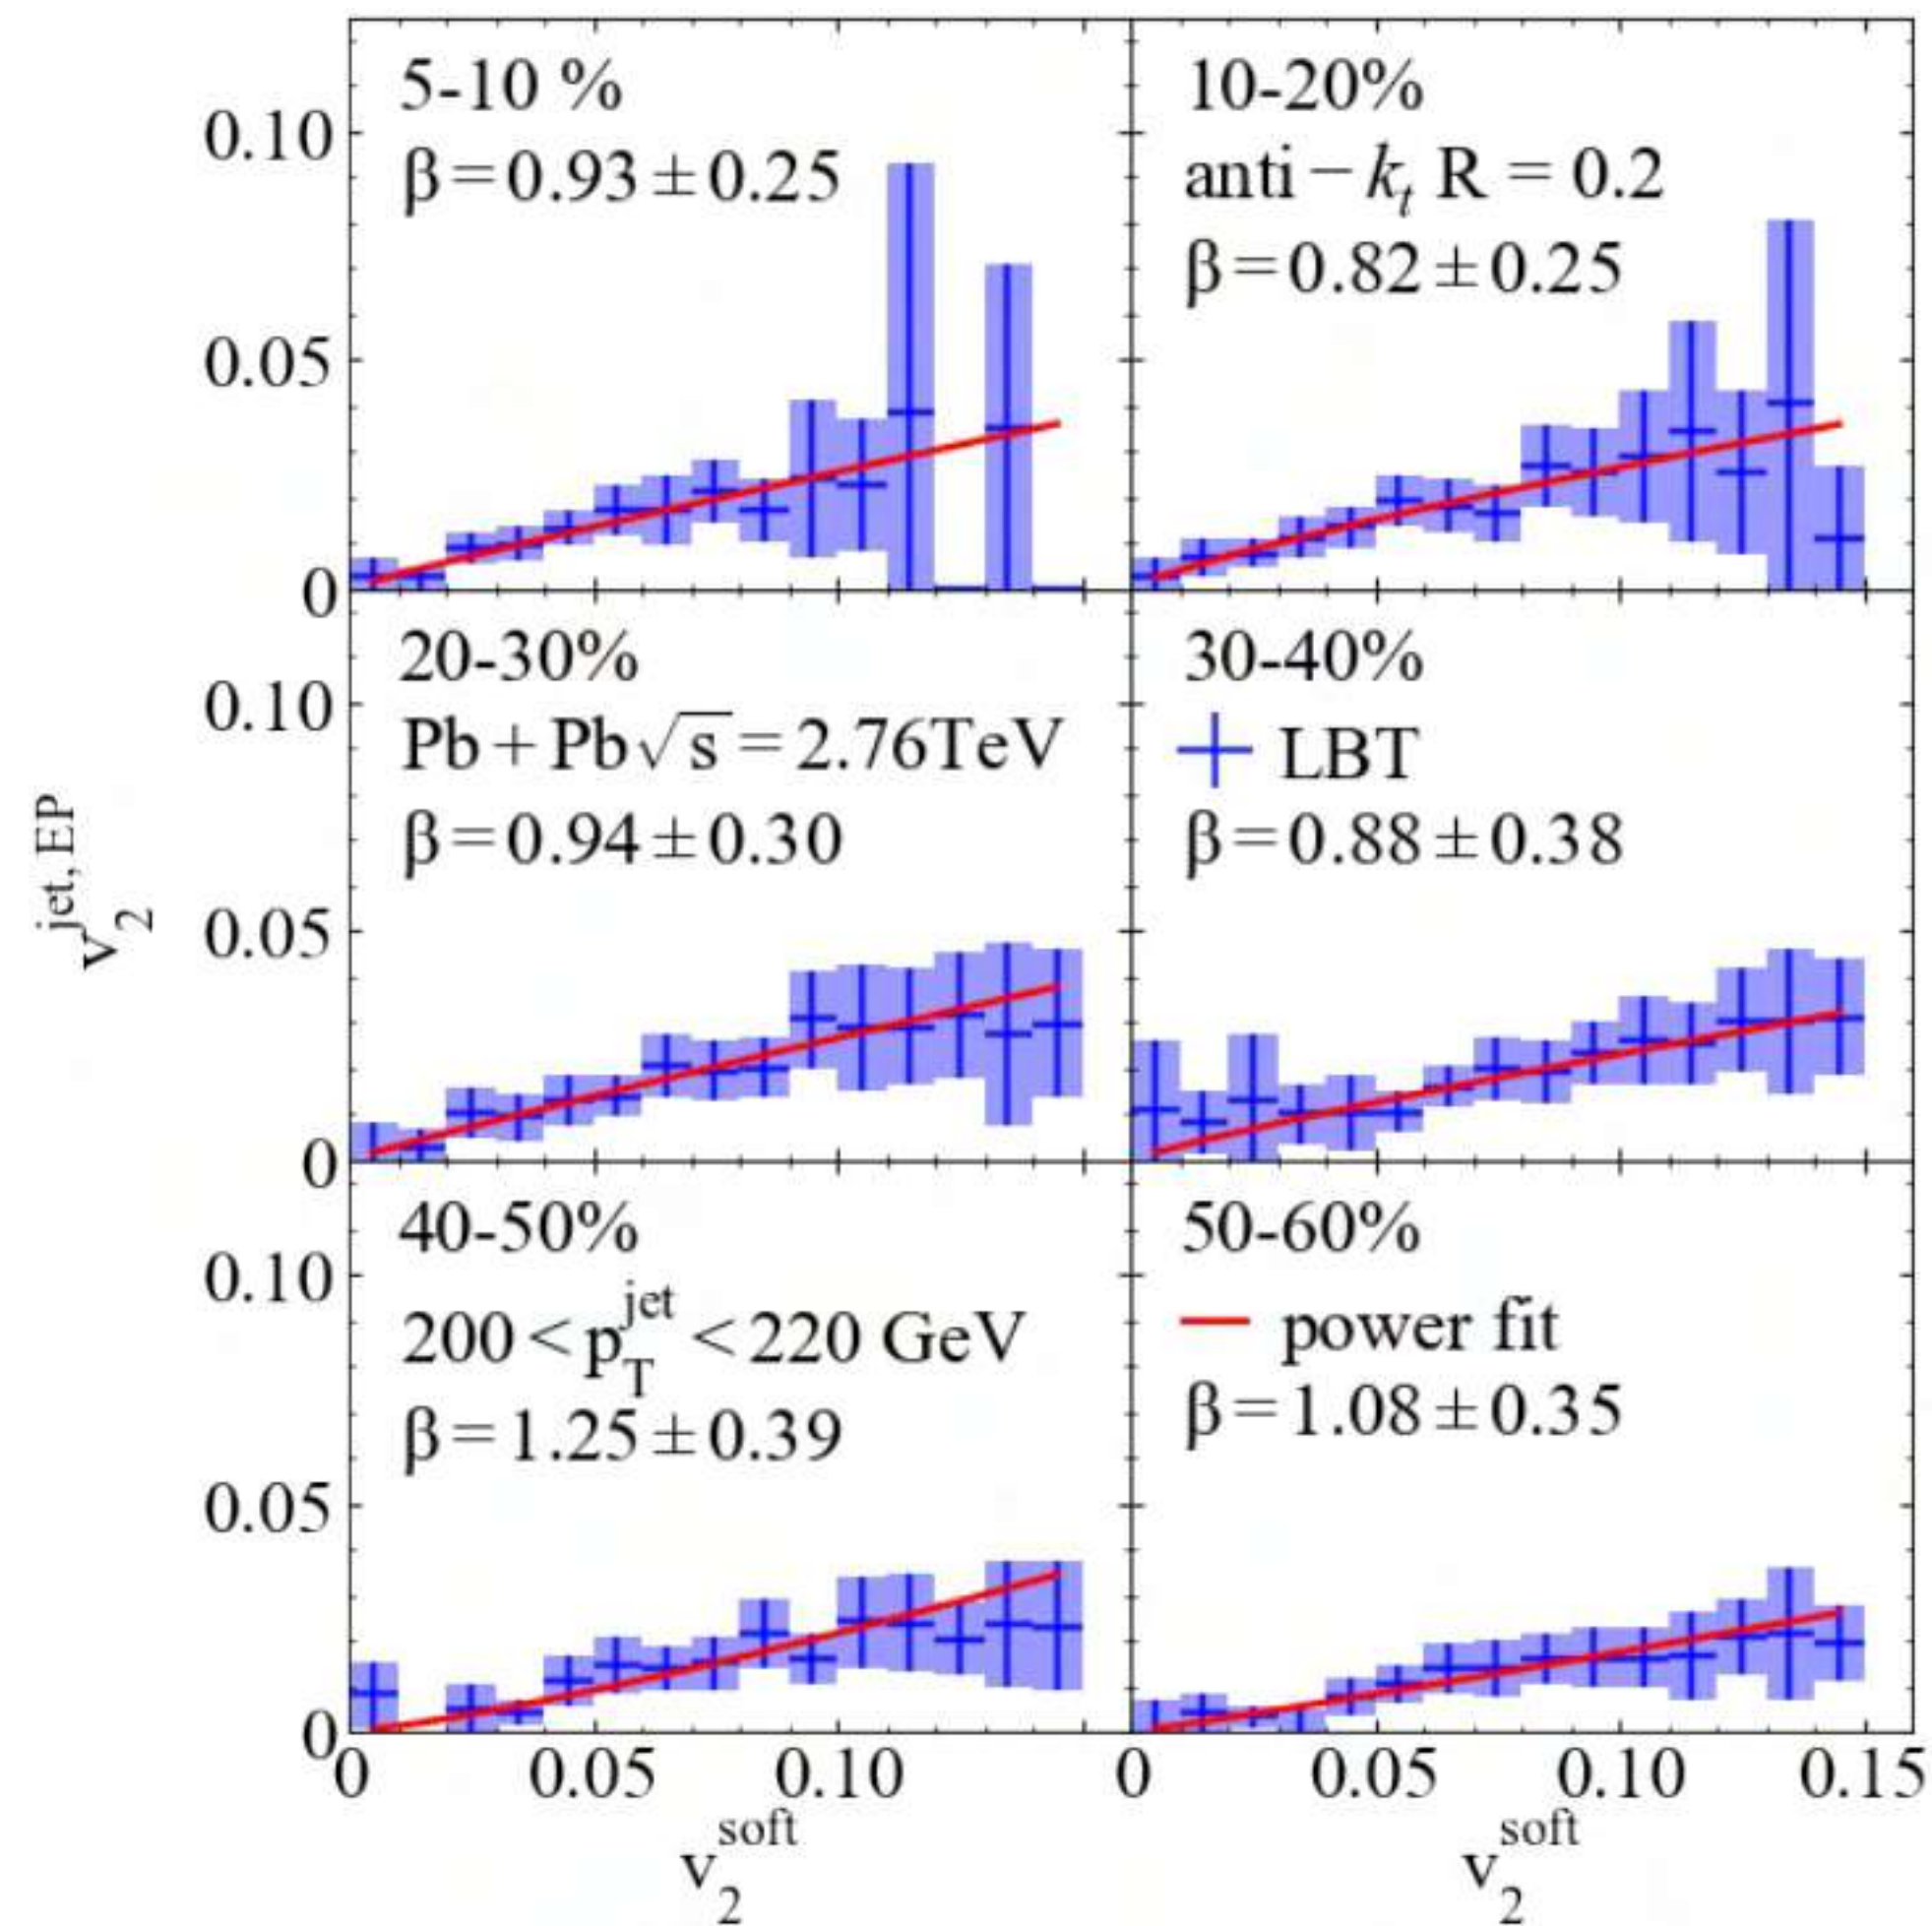 5-10 %
β=0.93±0.25
10-20%
anti−k_t R = 0.2
β=0.82±0.25
0.10
0.05
0
20-30%
Pb+Pb√s=2.76TeV
β=0.94±0.30
30-40%
LBT
β=0.88±0.38
0.10
0.05
0
v_2^{jet, EP}
40-50%
200<p_T^{jet}<220 GeV
β=1.25±0.39
50-60%
power fit
β=1.08±0.35
0.10
0.05
0
0 0.05 0.10 0 0.05 0.10 0.15
v_2^{soft} v_2^{soft}